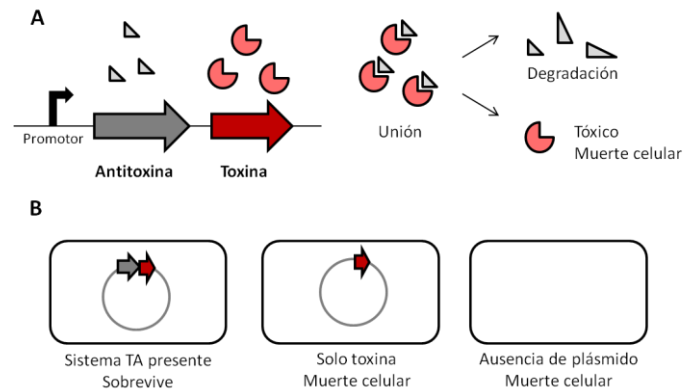 A
Promotor
Antitoxina
Toxina
Unión
Degradación
Tóxico
Muerte celular
B
Sistema TA presente
Sobrevive
Solo toxina
Muerte celular
Ausencia de plásmido
Muerte celular